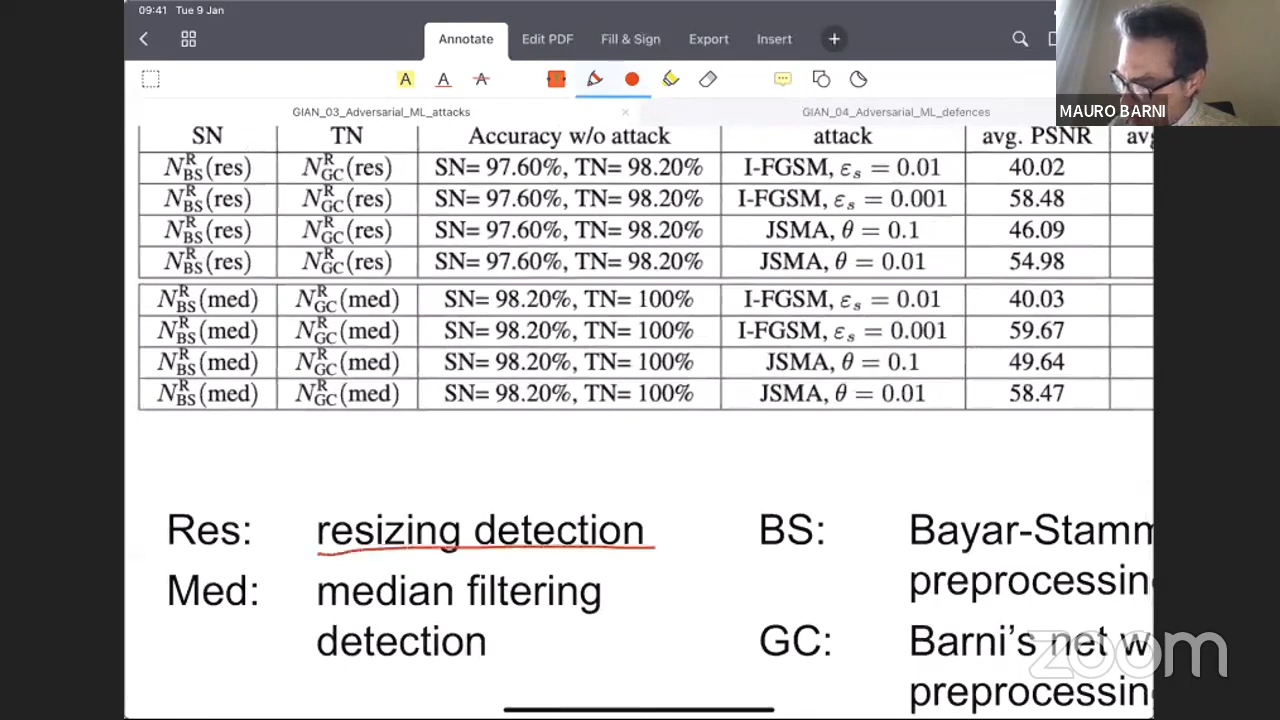 09:41 Tue 9 Jan
Annotate Edit PDF Fill & Sign Export Insert
A A A
GIAN_03_Adversarial_ML_attacks GIAN_04_Adversarial_ML_defences
MAURO BARNI
SN TN Accuracy w/o attack attack avg. PSNR avg
N^R_BS(res) N^R_GC(res) SN= 97.60%, TN= 98.20% I-FGSM, ε_s = 0.01 40.02
N^R_BS(res) N^R_GC(res) SN= 97.60%, TN= 98.20% I-FGSM, ε_s = 0.001 58.48
N^R_BS(res) N^R_GC(res) SN= 97.60%, TN= 98.20% JSMA, θ = 0.1 46.09
N^R_BS(res) N^R_GC(res) SN= 97.60%, TN= 98.20% JSMA, θ = 0.01 54.98
N^R_BS(med) N^R_GC(med) SN= 98.20%, TN= 100% I-FGSM, ε_s = 0.01 40.03
N^R_BS(med) N^R_GC(med) SN= 98.20%, TN= 100% I-FGSM, ε_s = 0.001 59.67
N^R_BS(med) N^R_GC(med) SN= 98.20%, TN= 100% JSMA, θ = 0.1 49.64
N^R_BS(med) N^R_GC(med) SN= 98.20%, TN= 100% JSMA, θ = 0.01 58.47
Res: resizing detection
Med: median filtering
detection
BS: Bayar-Stamm
preprocessing
GC: Barni's net w
preprocessin
zoom